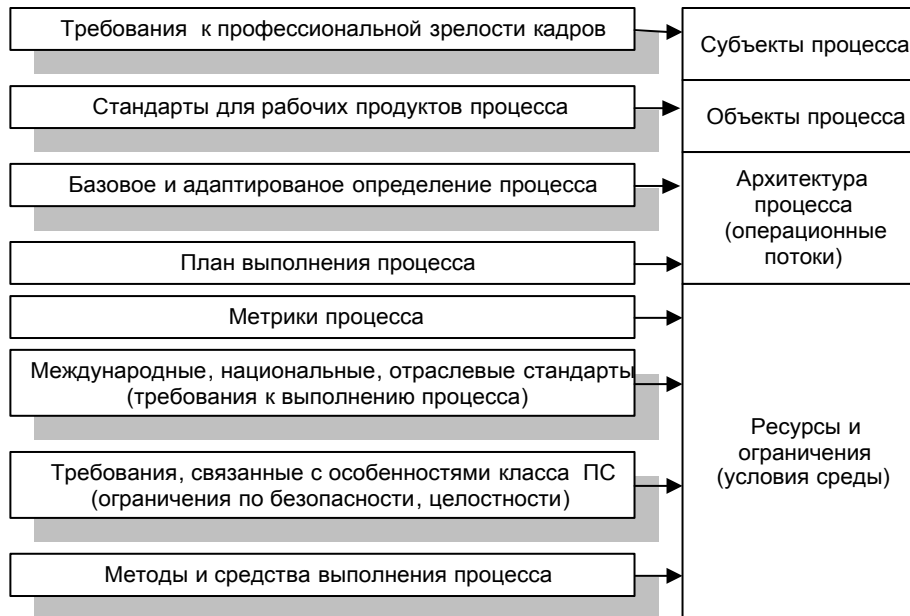 Требования к профессиональной зрелости кадров
Субъекты процесса
Стандарты для рабочих продуктов процесса
Объекты процесса
Базовое и адаптированое определение процесса
Архитектура
процесса
(операционные
потоки)
План выполнения процесса
Метрики процесса
Международные, национальные, отраслевые стандарты
(требования к выполнению процесса)
Ресурсы и
ограничения
(условия среды)
Требования, связанные с особенностями класса ПС
(ограничения по безопасности, целостности)
Методы и средства выполнения процесса